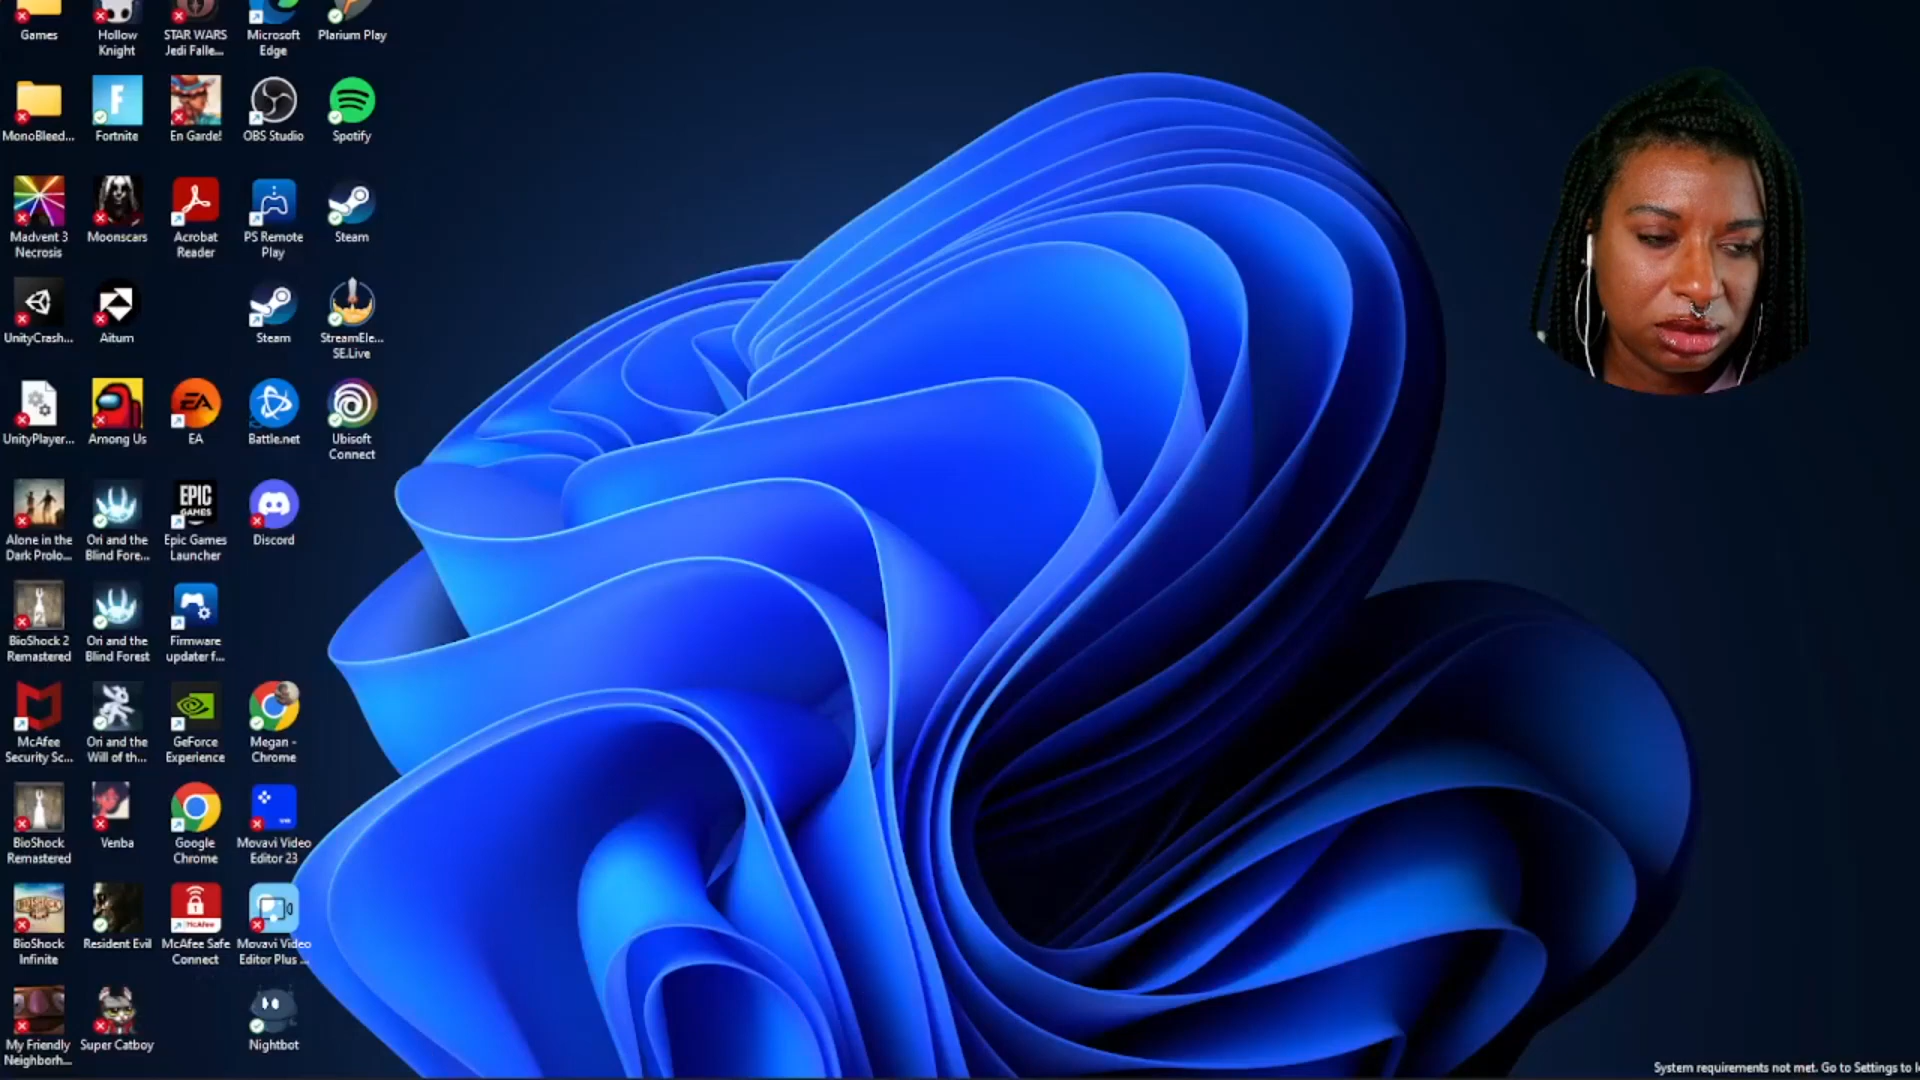 Games
Hollow
Knight
STAR WARS
Jedi Falle...
Microsoft
Edge
Plarium Play
MonoBleed...
Fortnite
En Garde!
OBS Studio
Spotify
Madvent 3
Necrosis
Moonscars
Acrobat
Reader
PS Remote
Play
Steam
UnityCrash...
Aitum
Steam
StreamEle...
SE.Live
UnityPlayer...
Among Us
EA
EA
Battle.net
Ubisoft
Connect
Alone in the
Dark Prolo...
Ori and the
Blind Fore...
EPIC
GAMES
Epic Games
Launcher
Discord
BioShock 2
Remastered
Ori and the
Blind Forest
Firmware
updater f...
McAfee
Security Sc...
Ori and the
Will of th...
GeForce
Experience
Megan -
Chrome
BioShock
Remastered
Venba
Google
Chrome
Movavi Video
Editor 23
BioShock
Infinite
Resident Evil
McAfee
McAfee Safe
Connect
Movavi Video
Editor Plus ...
My Friendly
Neighborh...
Super Catboy
Nightbot
System requirements not met. Go to Settings to l